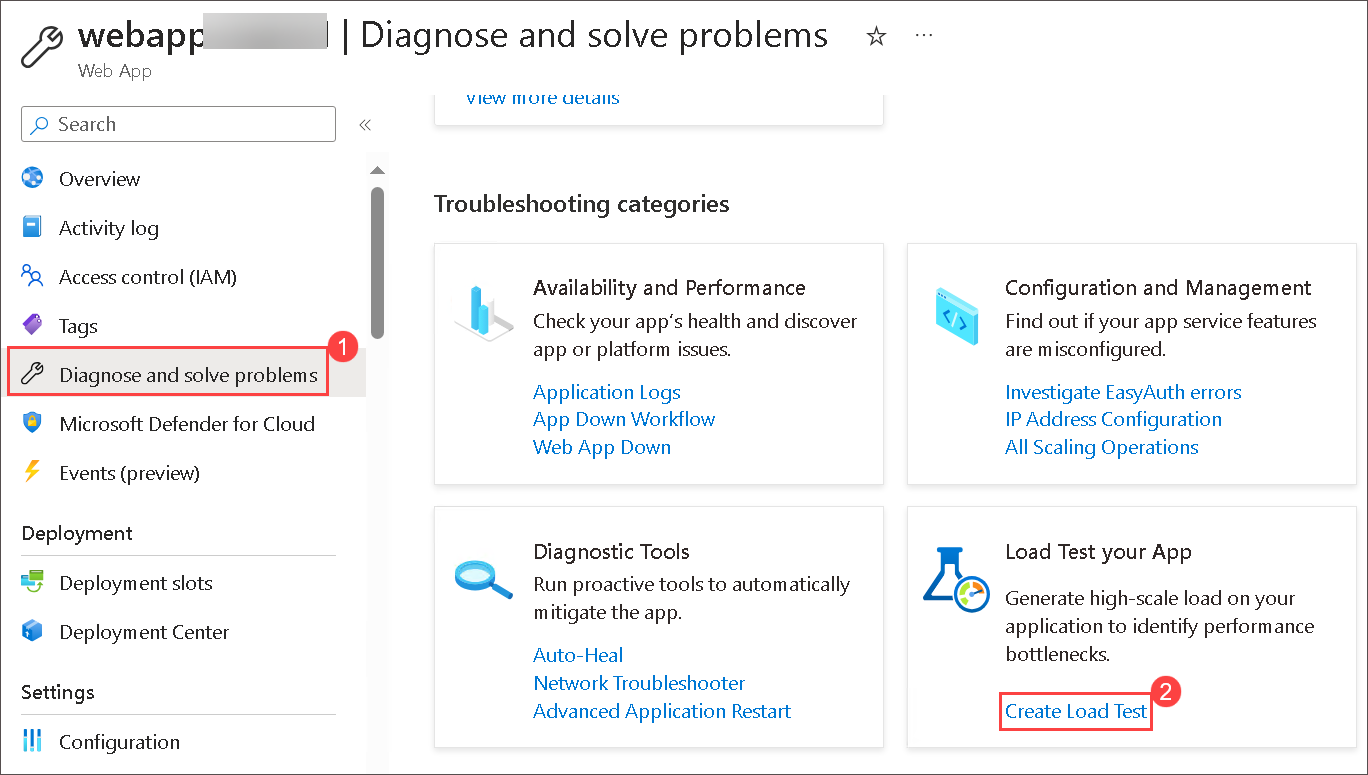 webapp | Diagnose and solve problems
Web App
Search
Overview
Activity log
Access control (IAM)
Tags
Diagnose and solve problems
1
Microsoft Defender for Cloud
Events (preview)
Deployment
Deployment slots
Deployment Center
Settings
Configuration
View more details
Troubleshooting categories
Availability and Performance
Check your app's health and discover
app or platform issues.
Application Logs
App Down Workflow
Web App Down
Configuration and Management
Find out if your app service features
are misconfigured.
Investigate EasyAuth errors
IP Address Configuration
All Scaling Operations
Diagnostic Tools
Run proactive tools to automatically
mitigate the app.
Auto-Heal
Network Troubleshooter
Advanced Application Restart
Load Test your App
Generate high-scale load on your
application to identify performance
bottlenecks.
Create Load Test
2